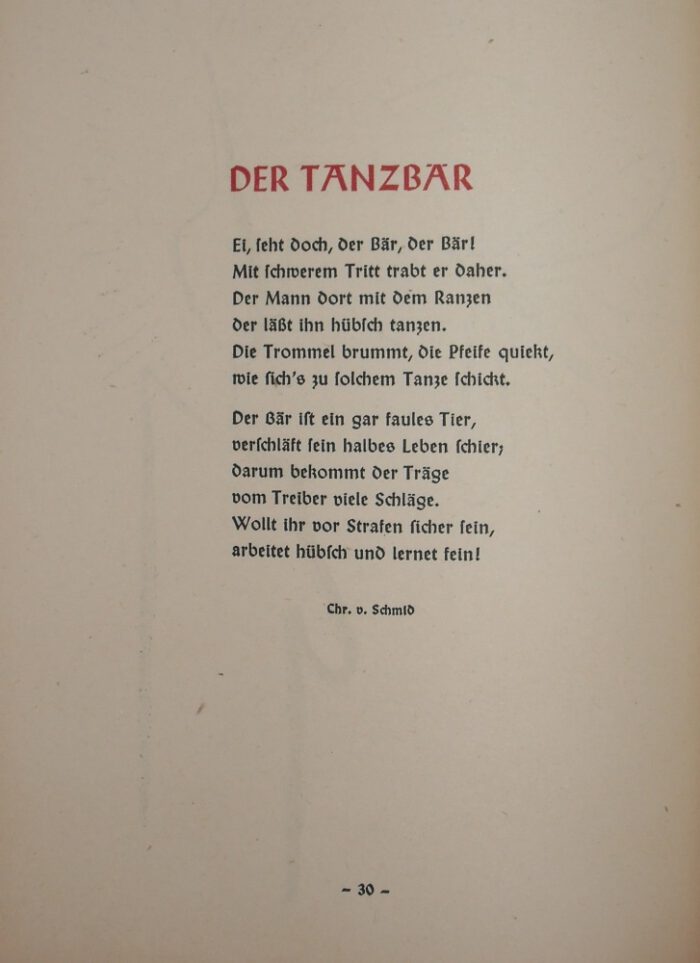 DER TANZBÄR
Ei, ſeht doch, der Bär, der Bär!
Mit ſchwerem Tritt trabt er daher.
Der Mann dort mit dem Ranzen
der läßt ihn hübſch tanzen.
Die Trommel brummt, die Pfeife quiekt,
wie ſich's zu ſolchem Tanze ſchickt.
Der Bär iſt ein gar faules Tier,
verſchläft ſein halbes Leben ſchier;
darum bekommt der Träge
vom Treiber viele Schläge.
Wollt ihr vor Strafen ſicher ſein,
arbeitet hübſch und lernet fein!
Chr. v. Schmid
– 30 –